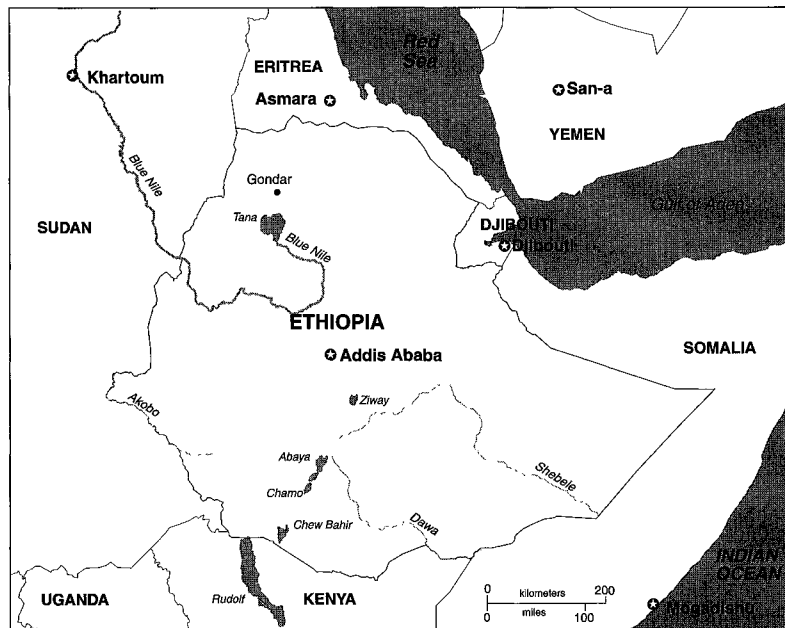 Red
Sea
Khartoum
ERITREA
Asmara
San-a
YEMEN
Blue Nile
Gondar
Tana
Blue Nile
SUDAN
DJIBOUTI
Djibouti
Gulf of Aden
ETHIOPIA
Addis Ababa
SOMALIA
Akobo
Ziway
Abaya
Chamo
Shebele
Dawa
Chew Bahir
INDIAN
OCEAN
UGANDA
Rudolf
KENYA
0 kilometers 200
0 miles 100
Mogadishu